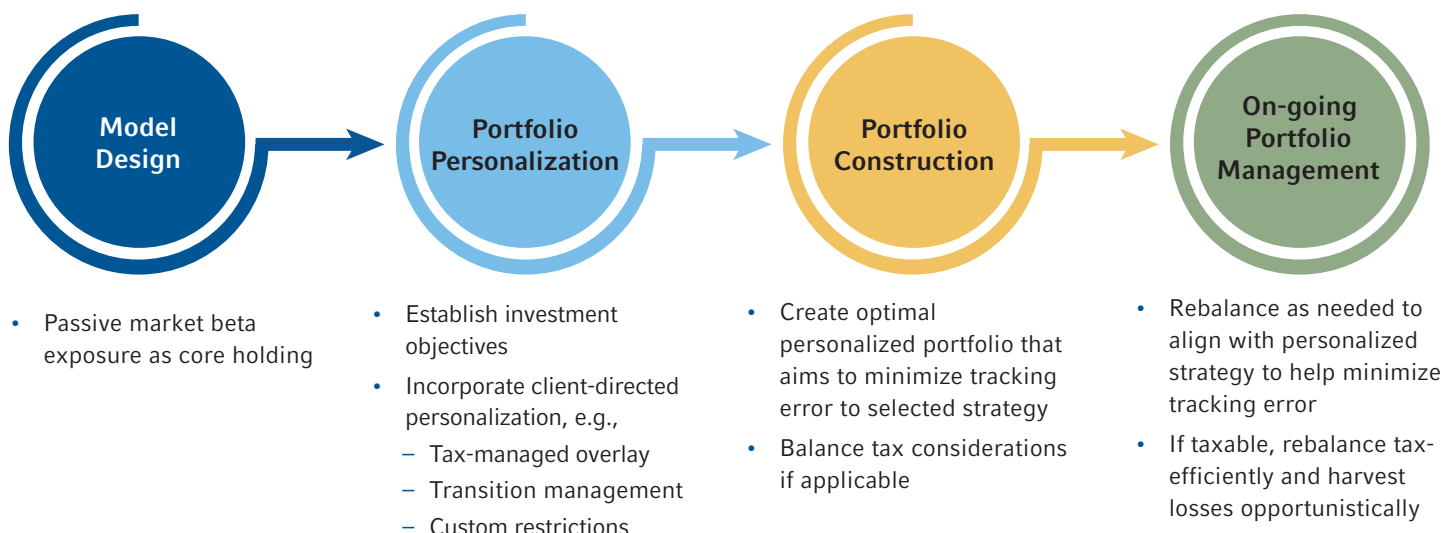 Model
Design
Portfolio
Personalization
Portfolio
Construction
On-going
Portfolio
Management
• Passive market beta
exposure as core holding
• Establish investment
objectives
• Incorporate client-directed
personalization, e.g.,
– Tax-managed overlay
– Transition management
– Custom restrictions
• Create optimal
personalized portfolio that
aims to minimize tracking
error to selected strategy
• Balance tax considerations
if applicable
• Rebalance as needed to
align with personalized
strategy to help minimize
tracking error
• If taxable, rebalance tax-
efficiently and harvest
losses opportunistically